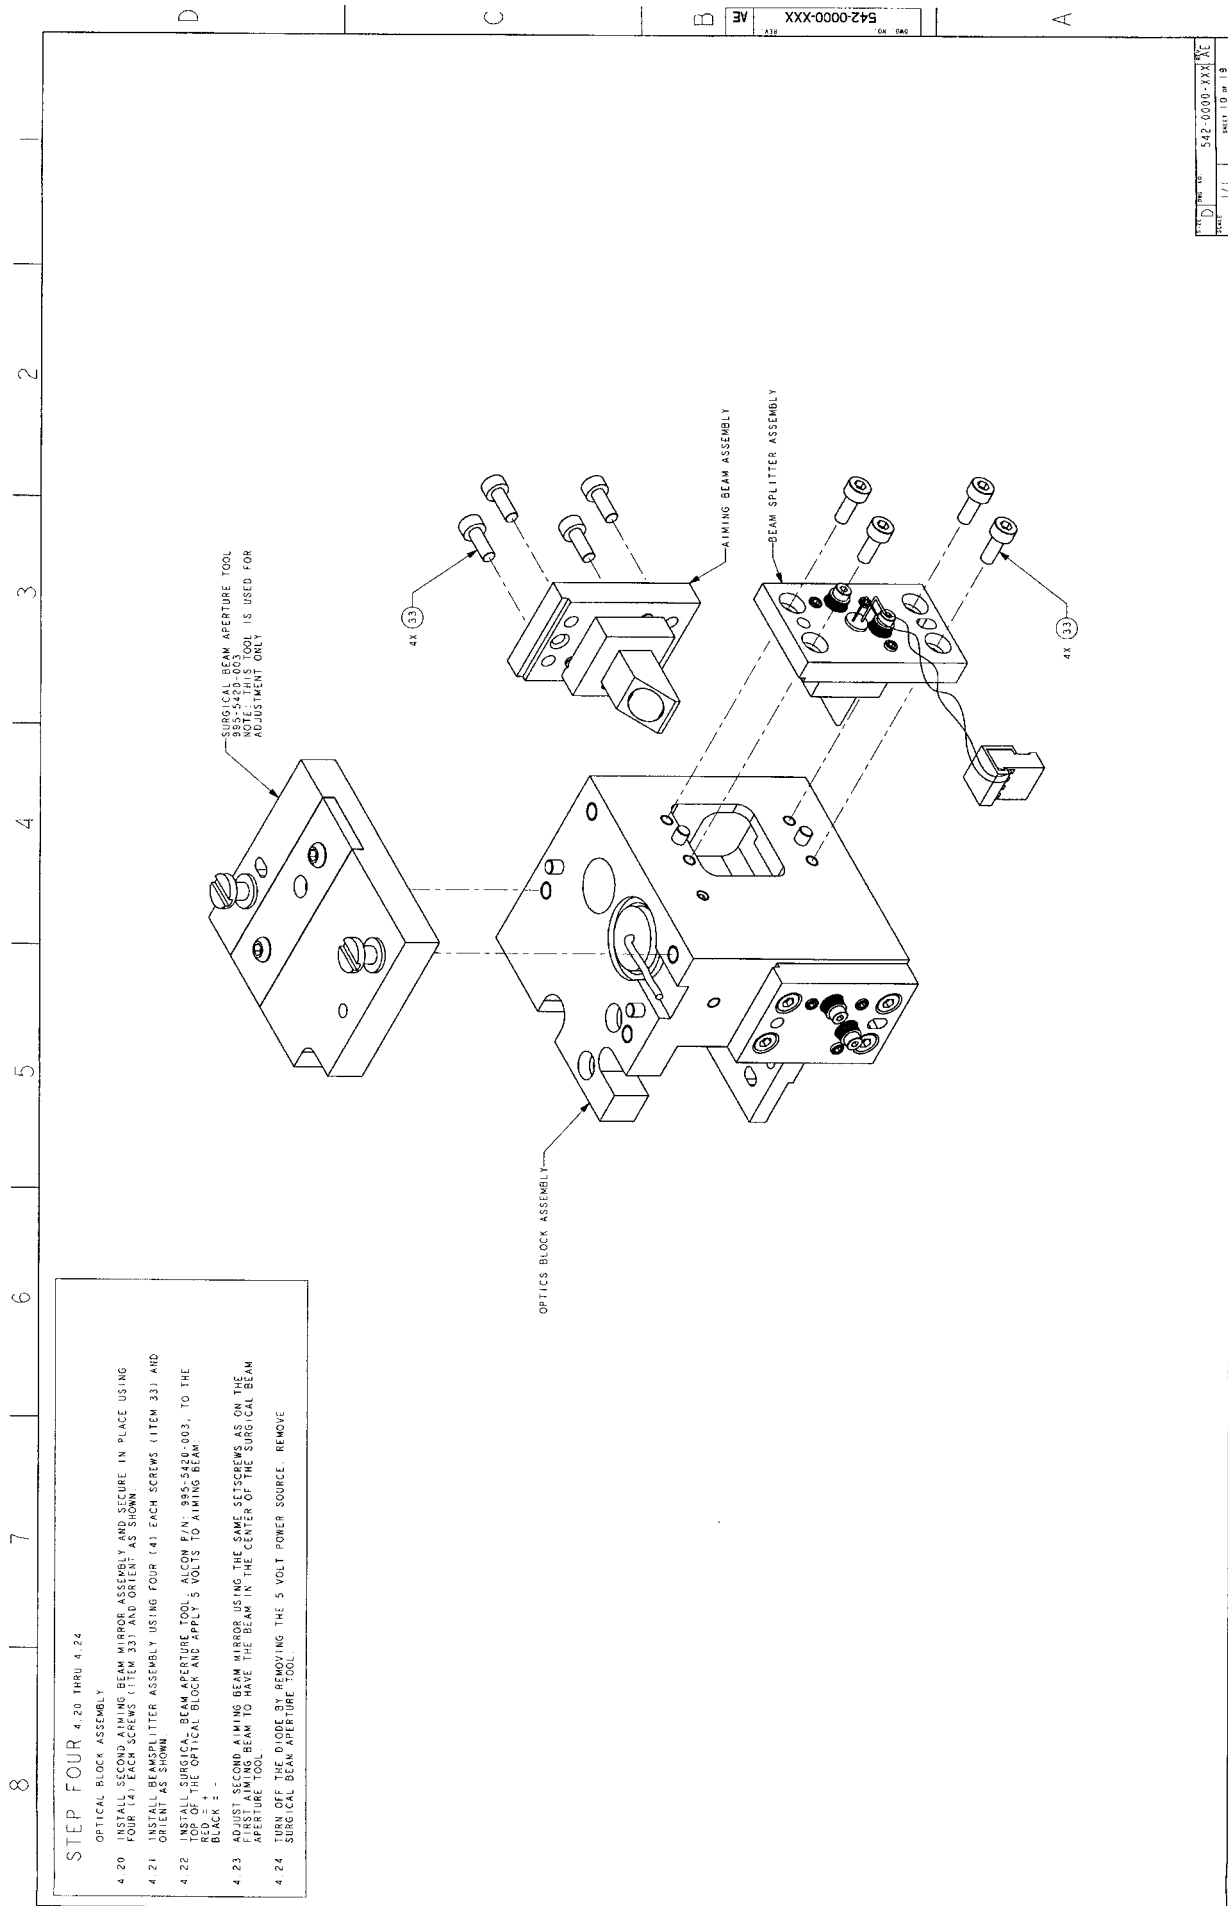 STEP FOUR 4.20 THRU 4.24
OPTICAL BLOCK ASSEMBLY
4.20 INSTALL SECOND AIMING BEAM MIRROR ASSEMBLY AND SECURE IN PLACE USING
FOUR (4) EACH SCREWS (ITEM 33) AND ORIENT AS SHOWN.
4.21 INSTALL BEAMSPLITTER ASSEMBLY USING FOUR (4) EACH SCREWS (ITEM 33) AND
ORIENT AS SHOWN.
4.22 INSTALL SURGICAL BEAM APERTURE TOOL, ALCON P/N: 995-5420-003, TO THE
TOP OF THE OPTICAL BLOCK AND APPLY 5 VOLTS TO AIMING BEAM:
RED = +
BLACK = -
4.23 ADJUST SECOND AIMING BEAM MIRROR USING THE SAME SETSCREWS AS ON THE
FIRST AIMING BEAM TO HAVE THE BEAM IN THE CENTER OF THE SURGICAL BEAM
APERTURE TOOL.
4.24 TURN OFF THE DIODE BY REMOVING THE 5 VOLT POWER SOURCE. REMOVE
SURGICAL BEAM APERTURE TOOL.
SURGICAL BEAM APERTURE TOOL
995-5420-003
NOTE: THIS TOOL IS USED FOR
ADJUSTMENT ONLY
4X 33
AIMING BEAM ASSEMBLY
BEAM SPLITTER ASSEMBLY
4X 33
OPTICS BLOCK ASSEMBLY
8
7
6
5
4
3
2
D
C
B
A
DWG. NO. REV.
542-0000-XXX AE
SIZE DWG. NO. REV.
D 542-0000-XXX AE
SCALE 1/1 SHEET 10 OF 19